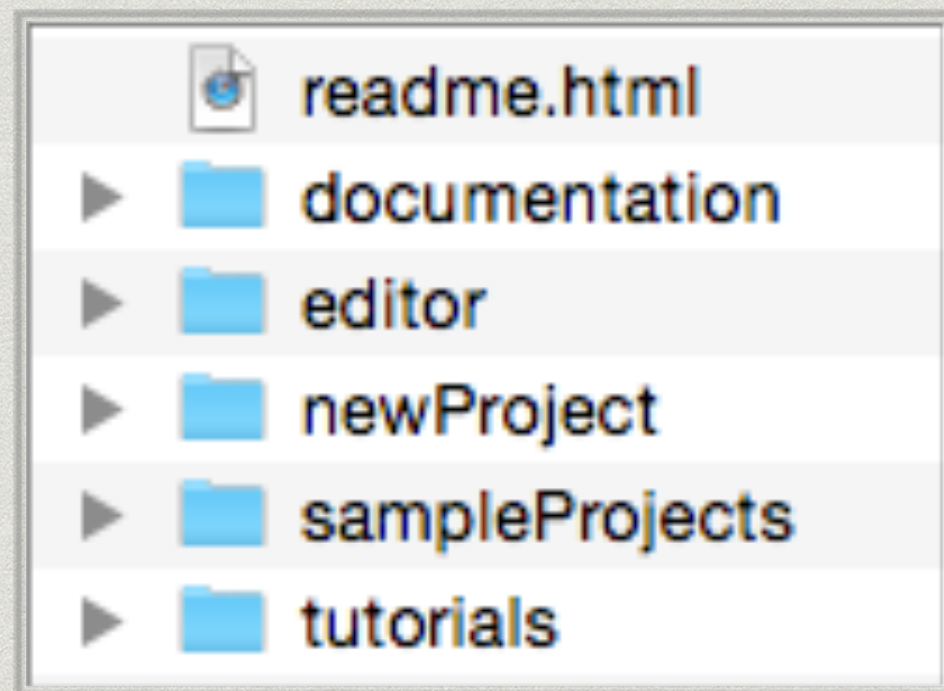 readme.html
documentation
editor
newProject
sampleProjects
tutorials